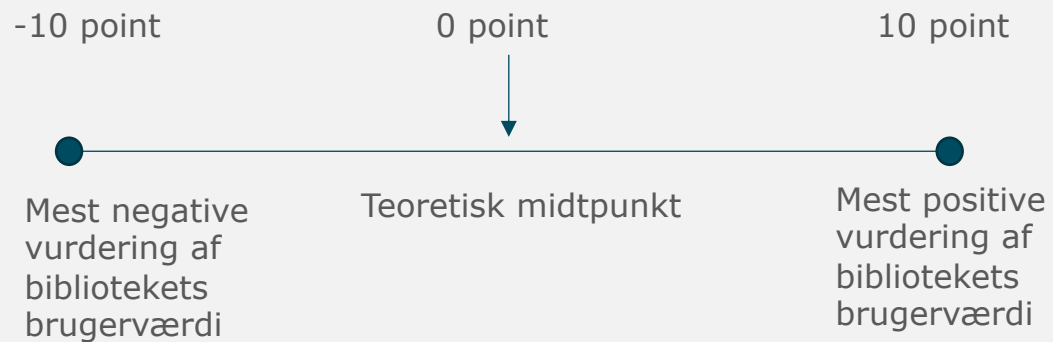 -10 point
0 point
10 point
Mest negative
vurdering af
bibliotekets
brugerværdi
Teoretisk midtpunkt
Mest positive
vurdering af
bibliotekets
brugerværdi